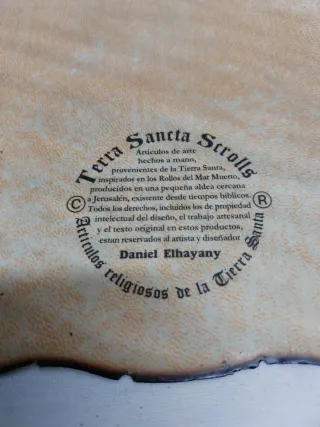 Terra Sancta Scrolls
Artículos de arte
hechos a mano,
provenientes de la Tierra Santa,
inspirados en los Rollos del Mar Muerto,
producidos en una pequeña aldea cercana
a Jerusalén, existente desde tiempos bíblicos.
Todos los derechos, incluidos los de propiedad
intelectual del diseño, el trabajo artesanal
y el texto original en estos productos,
estan reservados al artista y diseñador
Daniel Elhayany
© ®
Artículos religiosos de la Tierra Santa